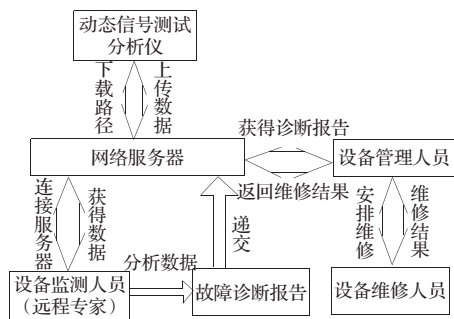 动态信号测试
分析仪
下载路径
上传数据
获得诊断报告
网络服务器
设备管理人员
返回维修结果
连接服务器
获得数据
递交
安排维修
维修结果
分析数据
设备监测人员
（远程专家）
故障诊断报告
设备维修人员